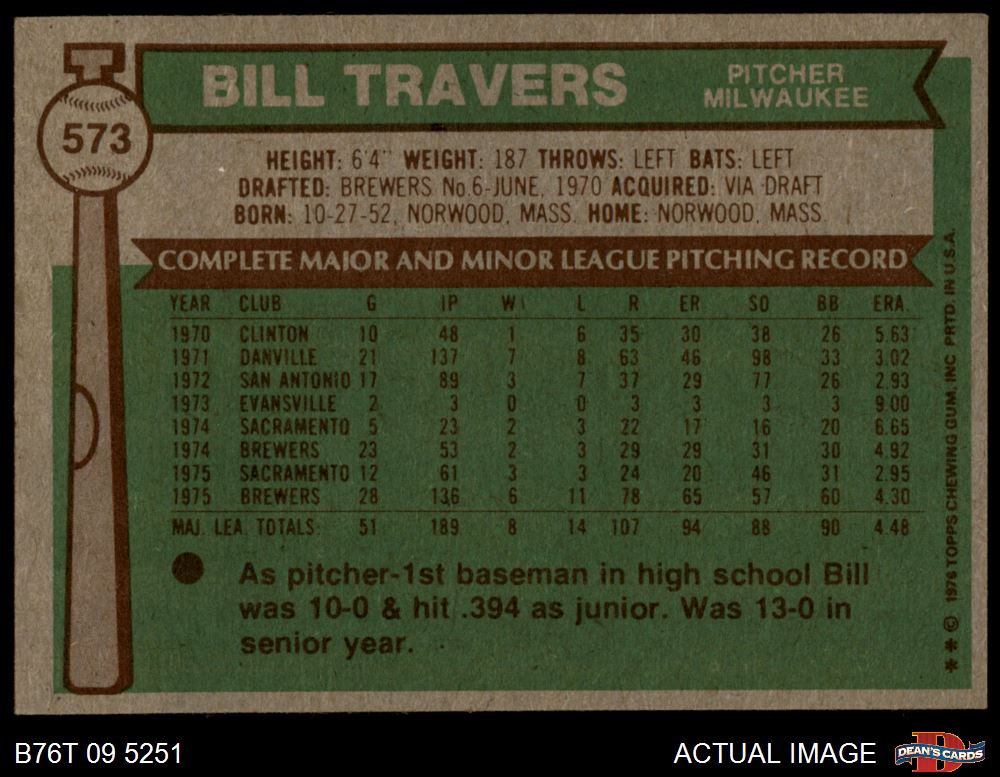 573
BILL TRAVERS
PITCHER
MILWAUKEE
HEIGHT: 6'4" WEIGHT: 187 THROWS: LEFT BATS: LEFT
DRAFTED: BREWERS No.6-JUNE, 1970 ACQUIRED: VIA DRAFT
BORN: 10-27-52, NORWOOD, MASS. HOME: NORWOOD, MASS.
COMPLETE MAJOR AND MINOR LEAGUE PITCHING RECORD
YEAR CLUB G IP W L R ER SO BB ERA.
1970 CLINTON 10 48 1 6 35 30 38 26 5.63
1971 DANVILLE 21 137 7 8 63 46 98 33 3.02
1972 SAN ANTONIO 17 89 3 7 37 29 77 26 2.93
1973 EVANSVILLE 2 3 0 0 3 3 3 3 9.00
1974 SACRAMENTO 5 23 2 3 22 17 16 20 6.65
1974 BREWERS 23 53 2 3 29 29 31 30 4.92
1975 SACRAMENTO 12 61 3 3 24 20 46 31 2.95
1975 BREWERS 28 136 6 11 78 65 57 60 4.30
MAJ. LEA. TOTALS: 51 189 8 14 107 94 88 90 4.48
As pitcher-1st baseman in high school Bill
was 10-0 & hit .394 as junior. Was 13-0 in
senior year.
** © 1976 TOPPS CHEWING GUM, INC. PRTD. IN U.S.A.
B76T 09 5251
ACTUAL IMAGE
DEAN'S CARDS